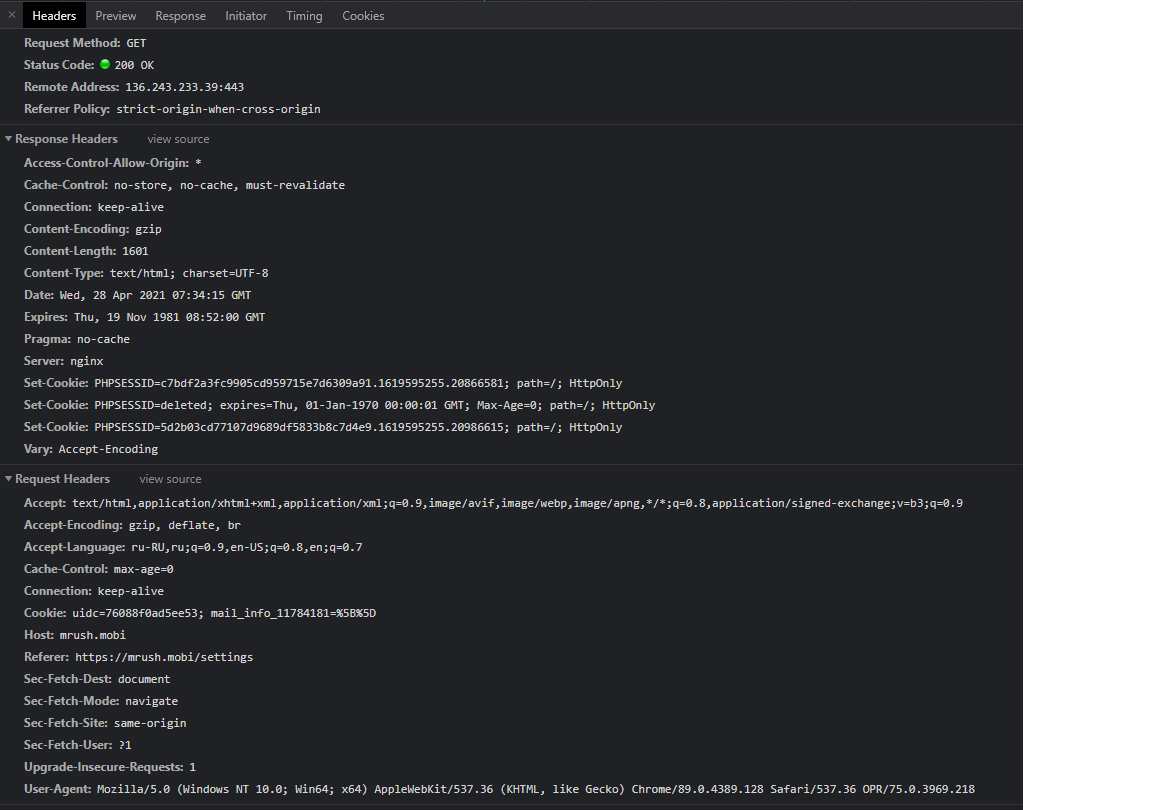 Headers Preview Response Initiator Timing Cookies
Request Method: GET
Status Code: 200 OK
Remote Address: 136.243.233.39:443
Referrer Policy: strict-origin-when-cross-origin
Response Headers view source
Access-Control-Allow-Origin: *
Cache-Control: no-store, no-cache, must-revalidate
Connection: keep-alive
Content-Encoding: gzip
Content-Length: 1601
Content-Type: text/html; charset=UTF-8
Date: Wed, 28 Apr 2021 07:34:15 GMT
Expires: Thu, 19 Nov 1981 08:52:00 GMT
Pragma: no-cache
Server: nginx
Set-Cookie: PHPSESSID=c7bdf2a3fc9905cd959715e7d6309a91.1619595255.20866581; path=/; HttpOnly
Set-Cookie: PHPSESSID=deleted; expires=Thu, 01-Jan-1970 00:00:01 GMT; Max-Age=0; path=/; HttpOnly
Set-Cookie: PHPSESSID=5d2b03cd77107d9689df5833b8c7d4e9.1619595255.20986615; path=/; HttpOnly
Vary: Accept-Encoding
Request Headers view source
Accept: text/html,application/xhtml+xml,application/xml;q=0.9,image/avif,image/webp,image/apng,*/*;q=0.8,application/signed-exchange;v=b3;q=0.9
Accept-Encoding: gzip, deflate, br
Accept-Language: ru-RU,ru;q=0.9,en-US;q=0.8,en;q=0.7
Cache-Control: max-age=0
Connection: keep-alive
Cookie: uidc=76088f0ad5ee53; mail_info_11784181=%5B%5D
Host: mrush.mobi
Referer: https://mrush.mobi/settings
Sec-Fetch-Dest: document
Sec-Fetch-Mode: navigate
Sec-Fetch-Site: same-origin
Sec-Fetch-User: ?1
Upgrade-Insecure-Requests: 1
User-Agent: Mozilla/5.0 (Windows NT 10.0; Win64; x64) AppleWebKit/537.36 (KHTML, like Gecko) Chrome/89.0.4389.128 Safari/537.36 OPR/75.0.3969.218